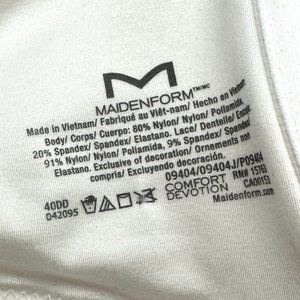 M
MAIDENFORM™/MC
Made in Vietnam/ Fabriqué au Viêt-nam/ Hecho en Vietnam
Body/ Corps/ Cuerpo: 80% Nylon/ Nylon/ Poliamida,
20% Spandex/ Spandex/ Elastano. Lace/ Dentelle/ Encaje:
91% Nylon/ Nylon/ Poliamida, 9% Spandex/ Spandex/
Elastano. Exclusive of decoration/ Ornements non
compris/ Excluyendo decoración.
09404/09404J/P09404
40DD
RN# 15763
042095
COMFORT
CA00153
DEVOTION
Maidenform.com